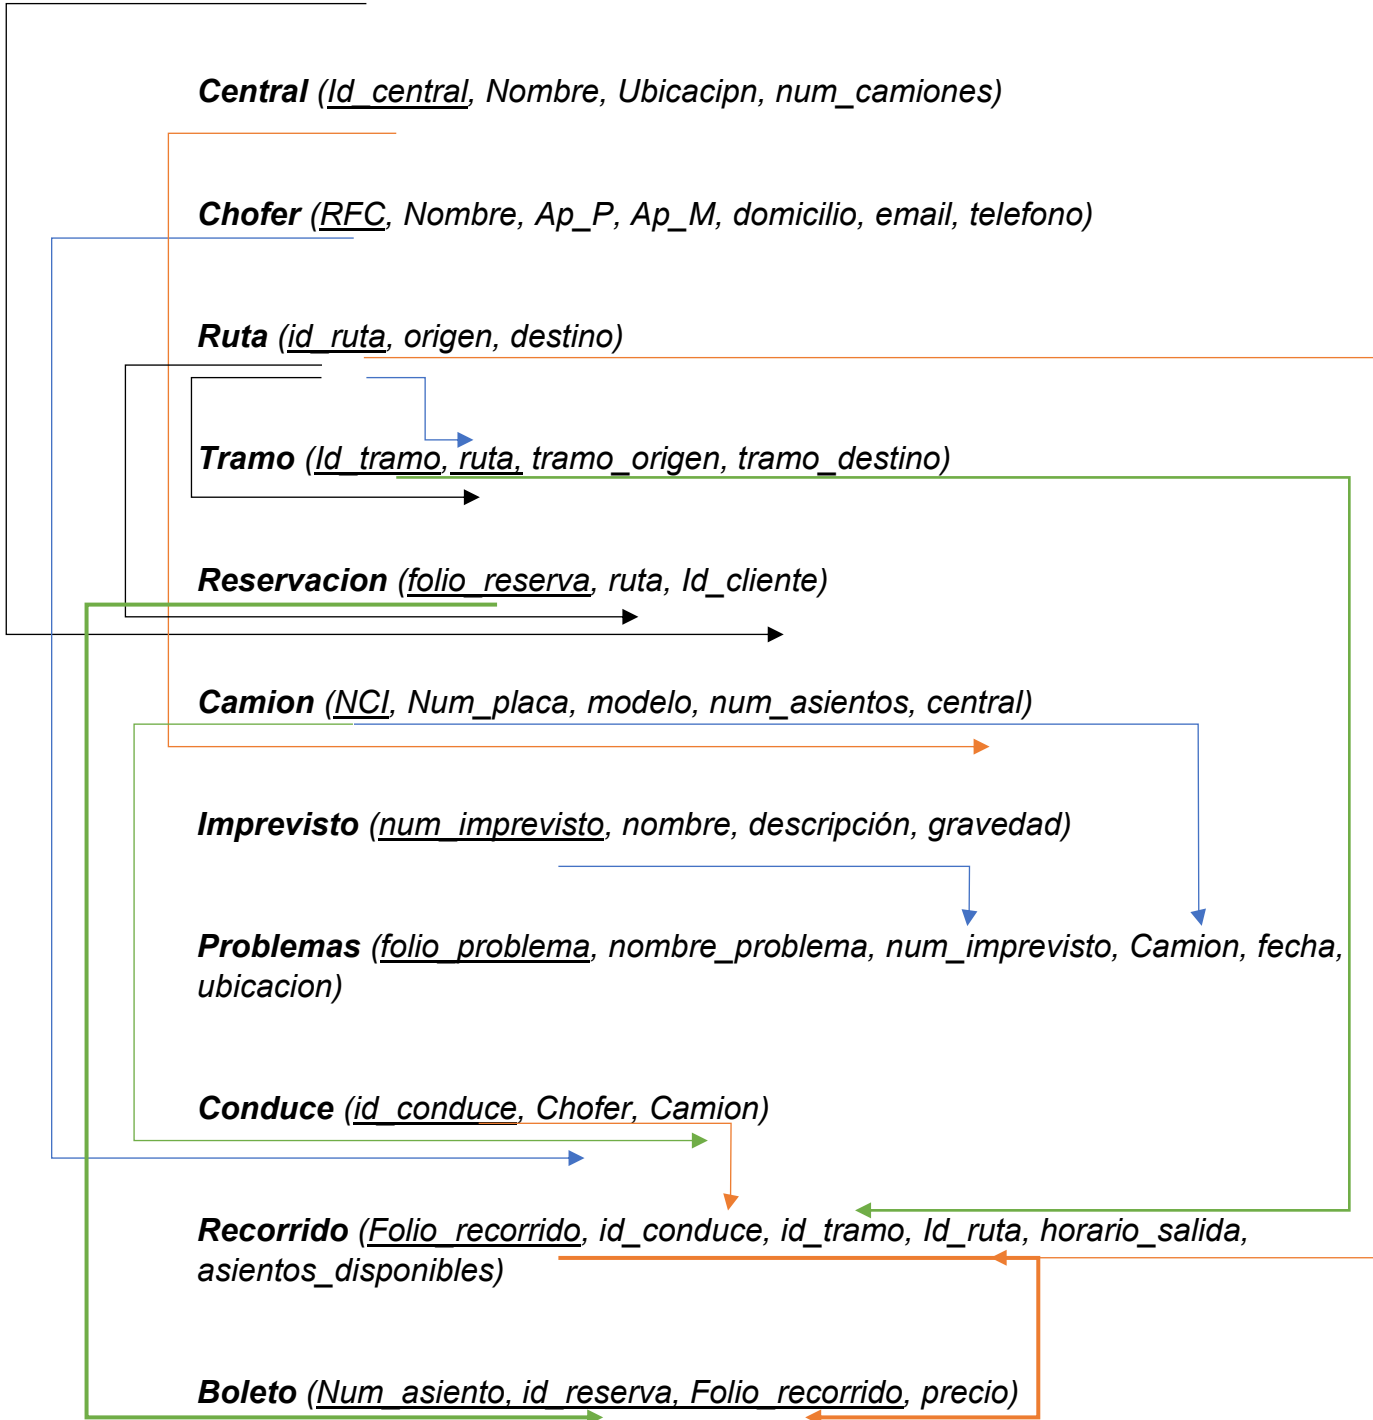 Central (Id_central, Nombre, Ubicacipn, num_camiones)
Chofer (RFC, Nombre, Ap_P, Ap_M, domicilio, email, telefono)
Ruta (id_ruta, origen, destino)
Tramo (Id_tramo, ruta, tramo_origen, tramo_destino)
Reservacion (folio_reserva, ruta, Id_cliente)
Camion (NCI, Num_placa, modelo, num_asientos, central)
Imprevisto (num_imprevisto, nombre, descripción, gravedad)
Problemas (folio_problema, nombre_problema, num_imprevisto, Camion, fecha,
ubicacion)
Conduce (id_conduce, Chofer, Camion)
Recorrido (Folio_recorrido, id_conduce, id_tramo, Id_ruta, horario_salida,
asientos_disponibles)
Boleto (Num_asiento, id_reserva, Folio_recorrido, precio)